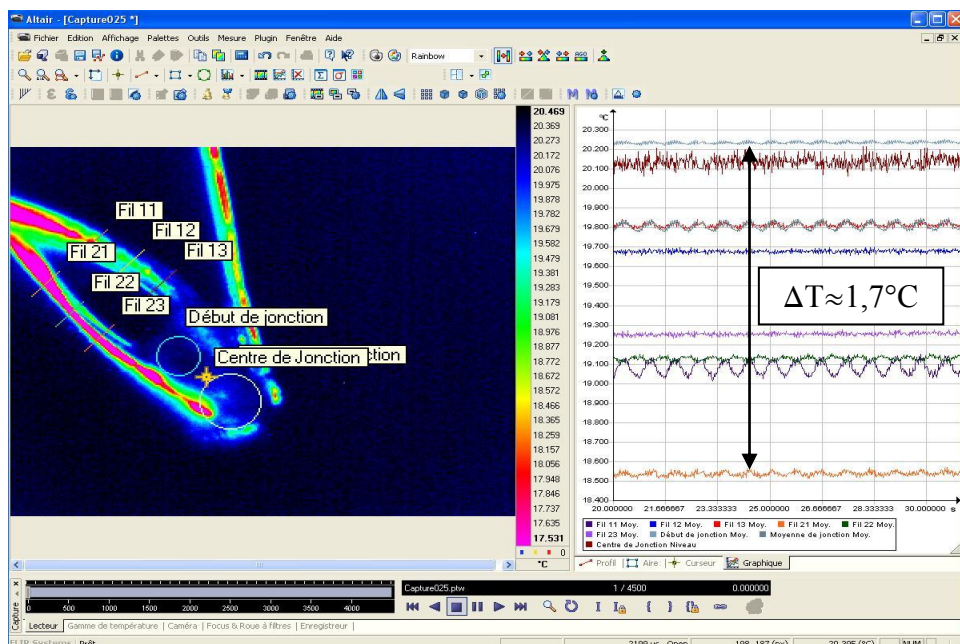 Altair - [Capture025 *]
Fichier Edition Affichage Palettes Outils Mesure Plugin Fenêtre Aide
Rainbow
AGO
Fil 11
Fil 12
Fil 13
Fil 21
Fil 22
Fil 23
Début de jonction
Centre de Jonction
ction
20.469
20.369
20.273
20.172
20.076
19.975
19.878
19.782
19.679
19.582
19.479
19.381
19.283
19.179
19.081
18.976
18.877
18.772
18.672
18.572
18.466
18.365
18.259
18.157
18.056
17.948
17.846
17.737
17.635
17.531
0
°C
°C
20.300
20.200
20.100
20.000
19.900
19.800
19.700
19.600
19.500
19.400
19.300
19.200
19.100
19.000
18.900
18.800
18.700
18.600
18.500
18.400
ΔT≈1,7°C
20.000000 21.666667 23.333333 25.000000 26.666667 28.333333 30.000000 s
Fil 11 Moy. Fil 12 Moy. Fil 13 Moy. Fil 21 Moy. Fil 22 Moy.
Fil 23 Moy. Début de jonction Moy. Moyenne de jonction Moy.
Centre de Jonction Niveau
Profil Aire Curseur Graphique
Capture
0 500 1000 1500 2000 2500 3000 3500 4000
Capture025.ptw 1 / 4500 0.000000
Lecteur Gamme de température Caméra Focus & Roue à filtres Enregistreur
FLIR Systems Prêt
NUM